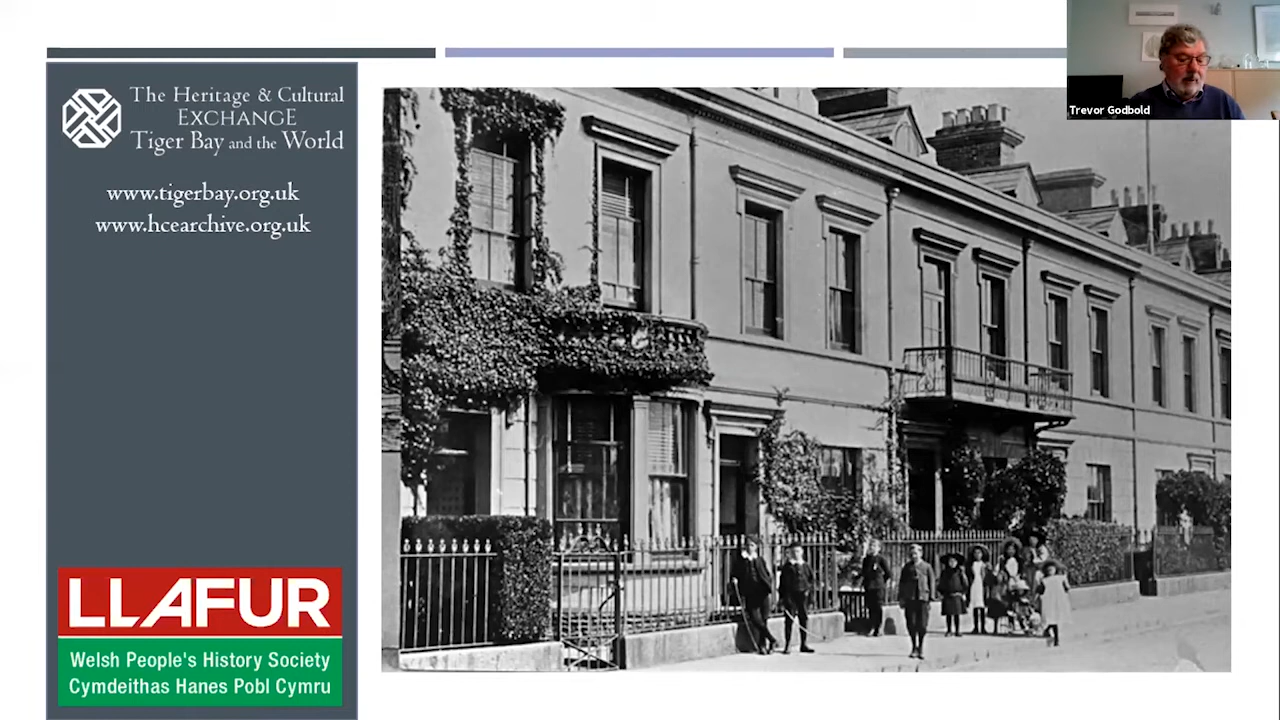 The Heritage & Cultural
EXCHANGE
Tiger Bay and the World
www.tigerbay.org.uk
www.hcearchive.org.uk
LLAFUR
Welsh People's History Society
Cymdeithas Hanes Pobl Cymru
Trevor Godbold